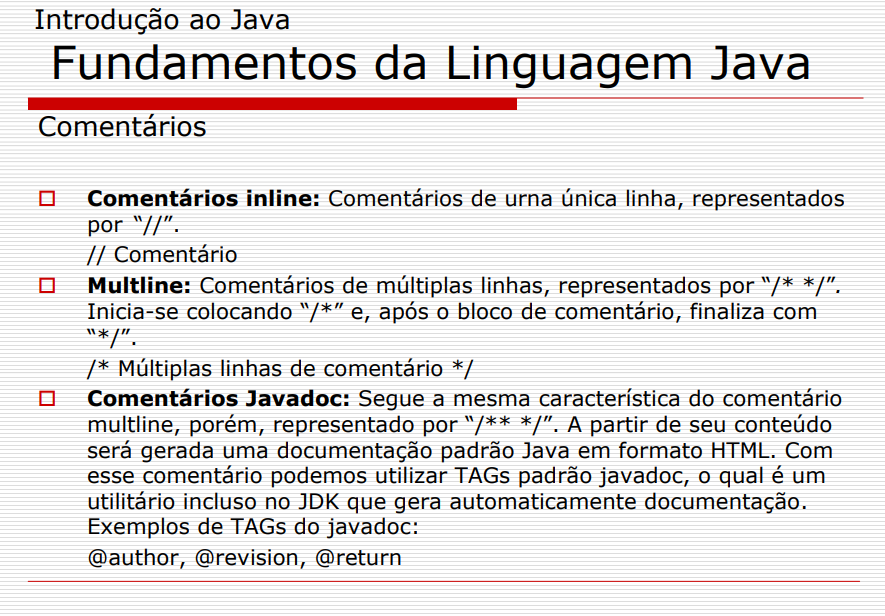 Introdução ao Java
Fundamentos da Linguagem Java
Comentários
Comentários inline: Comentários de urna única linha, representados
por “//”.
// Comentário
Multline: Comentários de múltiplas linhas, representados por “/* */”.
Inicia-se colocando “/*” e, após o bloco de comentário, finaliza com
“*/”.
/* Múltiplas linhas de comentário */
Comentários Javadoc: Segue a mesma característica do comentário
multline, porém, representado por “/** */”. A partir de seu conteúdo
será gerada uma documentação padrão Java em formato HTML. Com
esse comentário podemos utilizar TAGs padrão javadoc, o qual é um
utilitário incluso no JDK que gera automaticamente documentação.
Exemplos de TAGs do javadoc:
@author, @revision, @return